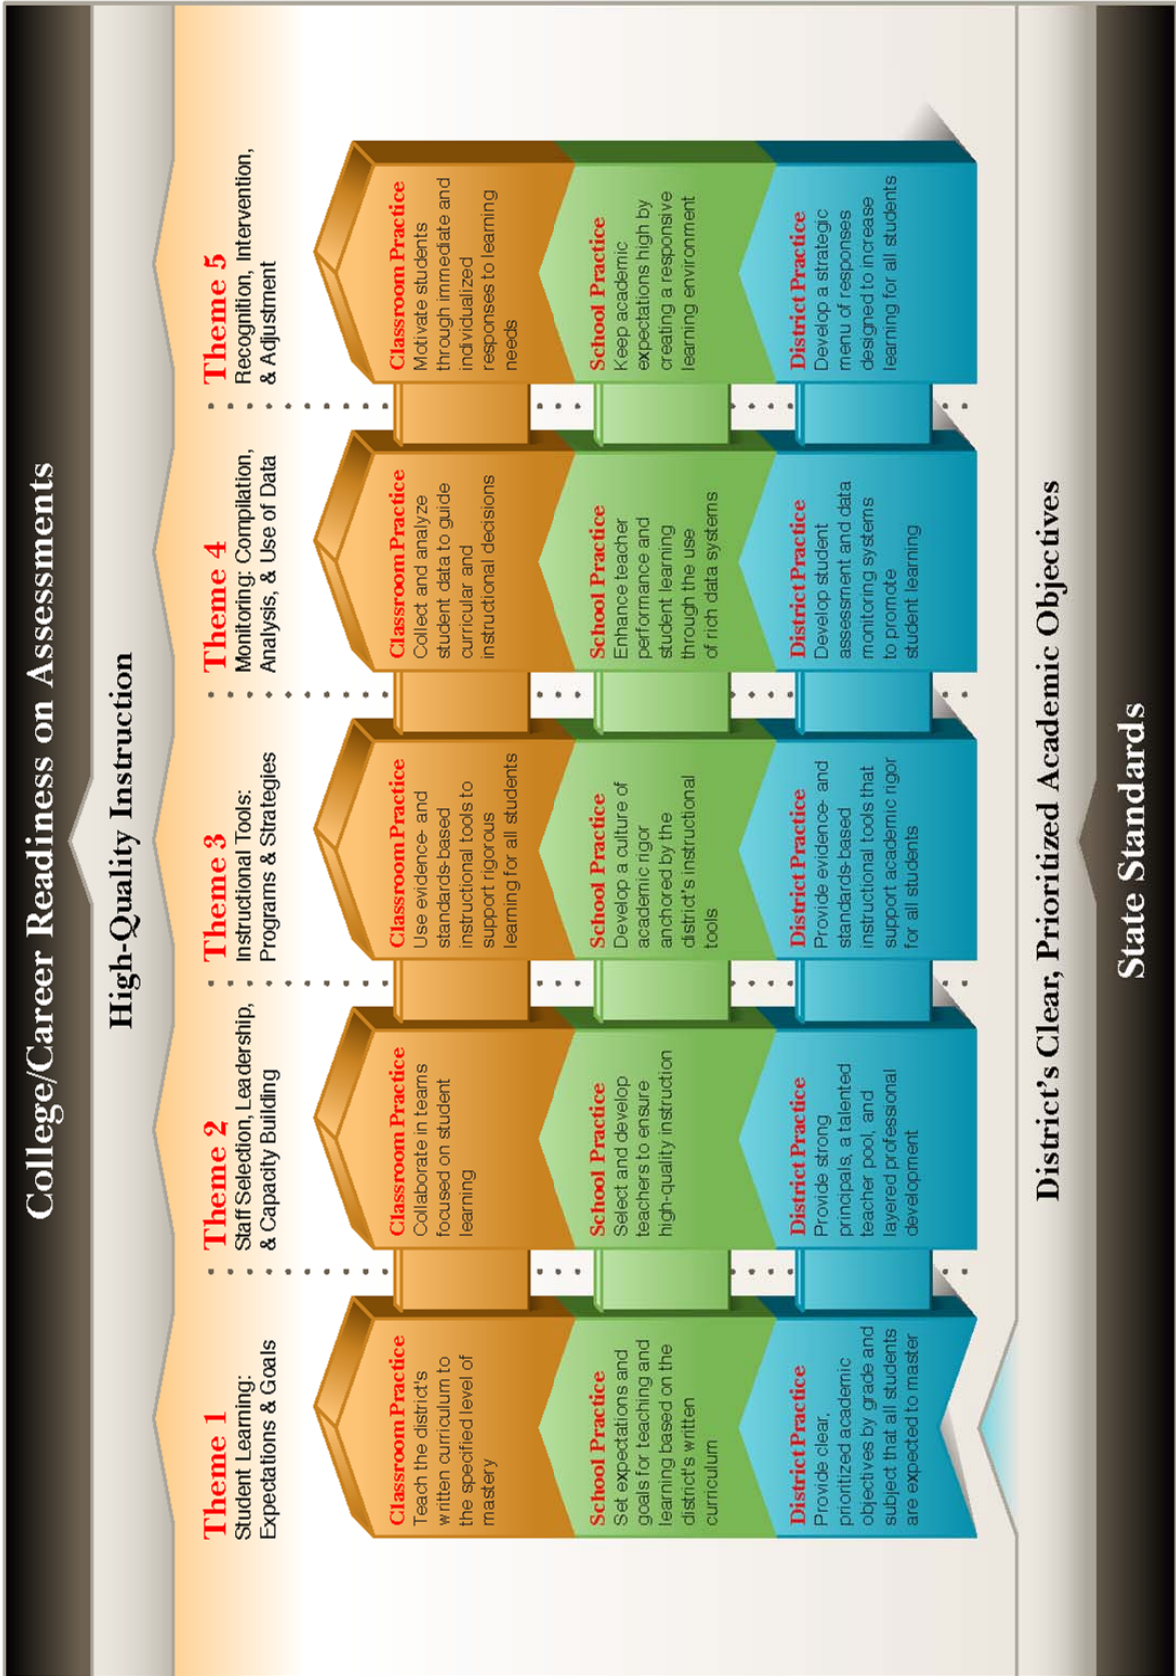 College/Career Readiness on Assessments
High-Quality Instruction
Theme 1
Student Learning:
Expectations & Goals
Theme 2
Staff Selection, Leadership,
& Capacity Building
Theme 3
Instructional Tools:
Programs & Strategies
Theme 4
Monitoring: Compilation,
Analysis, & Use of Data
Theme 5
Recognition, Intervention,
& Adjustment
Classroom Practice
Teach the district's
written curriculum to
the specified level of
mastery
Classroom Practice
Collaborate in teams
focused on student
learning
Classroom Practice
Use evidence- and
standards-based
instructional tools to
support rigorous
learning for all students
Classroom Practice
Collect and analyze
student data to guide
curricular and
instructional decisions
Classroom Practice
Motivate students
through immediate and
individualized
responses to learning
needs
School Practice
Set expectations and
goals for teaching and
learning based on the
district's written
curriculum
School Practice
Select and develop
teachers to ensure
high-quality instruction
School Practice
Develop a culture of
academic rigor
anchored by the
district's instructional
tools
School Practice
Enhance teacher
performance and
student learning
through the use
of rich data systems
School Practice
Keep academic
expectations high by
creating a responsive
learning environment
District Practice
Provide clear,
prioritized academic
objectives by grade and
subject that all students
are expected to master
District Practice
Provide strong
principals, a talented
teacher pool, and
layered professional
development
District Practice
Provide evidence- and
standards-based
instructional tools that
support academic rigor
for all students
District Practice
Develop student
assessment and data
monitoring systems
to promote
student learning
District Practice
Develop a strategic
menu of responses
designed to increase
learning for all students
District's Clear, Prioritized Academic Objectives
State Standards